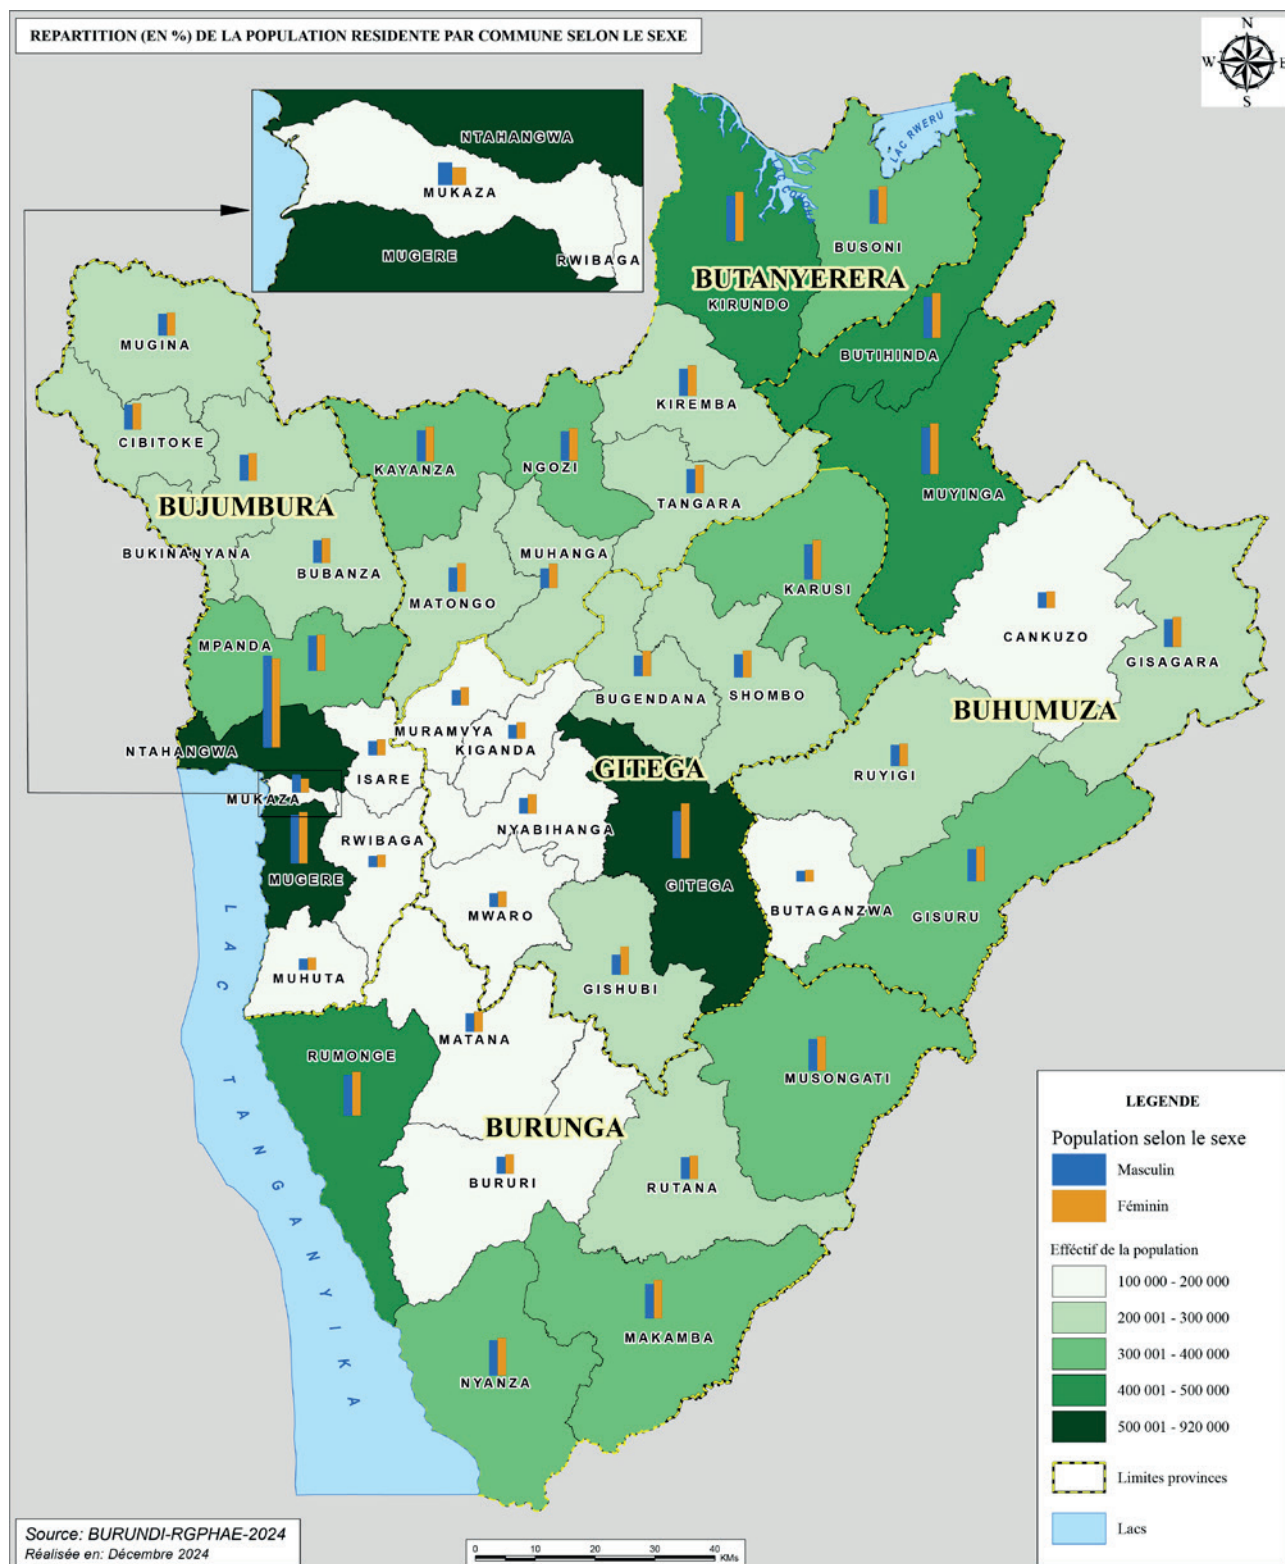 REPARTITION (EN %) DE LA POPULATION RESIDENTE PAR COMMUNE SELON LE SEXE
N
W
E
S
NTAHANGWA
MUKAZA
MUGERE
RWIBAGA
LAC RWERU
BUSONI
BUTANYERERA
KIRUNDO
BUTIHINDA
MUGINA
KIREMBA
CIBITOKE
KAYANZA
NGOZI
TANGARA
MUYINGA
BUJUMBURA
BUKINANYANA
BUBANZA
MUHANGA
MATONGO
KARUSI
CANKUZO
GISAGARA
MPANDA
BUGENDANA
SHOMBO
BUHUMUZA
MURAMVYA
KIGANDA
NTAHANGWA
ISARE
GITEGA
RUYIGI
MUKAZA
RWIBAGA
NYABIHANGA
MUGERE
GITEGA
MWARO
BUTAGANZWA
GISURU
MUHUTA
GISHUBI
MATANA
RUMONGE
MUSONGATI
BURUNGA
BURURI
RUTANA
MAKAMBA
NYANZA
LAC TANGANYIKA
LEGENDE
Population selon le sexe
Masculin
Féminin
Efféctif de la population
100 000 - 200 000
200 001 - 300 000
300 001 - 400 000
400 001 - 500 000
500 001 - 920 000
Limites provinces
Lacs
Source: BURUNDI-RGPHAE-2024
Réalisée en: Décembre 2024
0 10 20 30 40
KMs